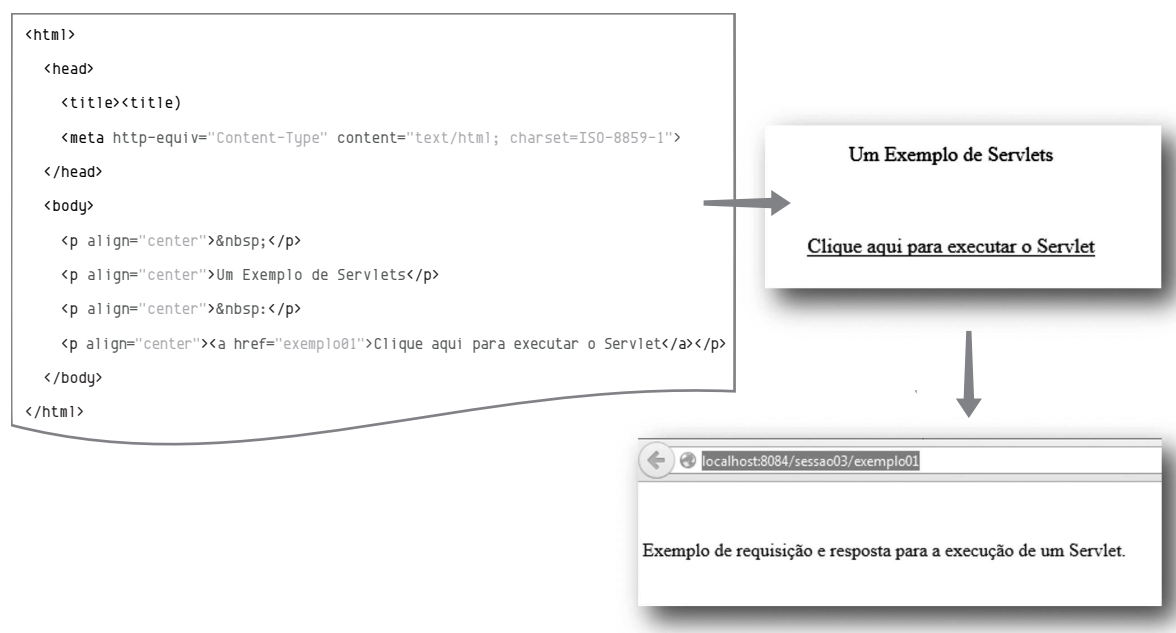 <html>
<head>
<title><title)
<meta http-equiv="Content-Type" content="text/html; charset=ISO-8859-1">
</head>
<body>
<p align="center">&nbsp;</p>
<p align="center">Um Exemplo de Servlets</p>
<p align="center">&nbsp:</p>
<p align="center"><a href="exemplo01">Clique aqui para executar o Servlet</a></p>
</body>
</html>
Um Exemplo de Servlets
Clique aqui para executar o Servlet
localhost:8084/sessao03/exemplo01
Exemplo de requisição e resposta para a execução de um Servlet.